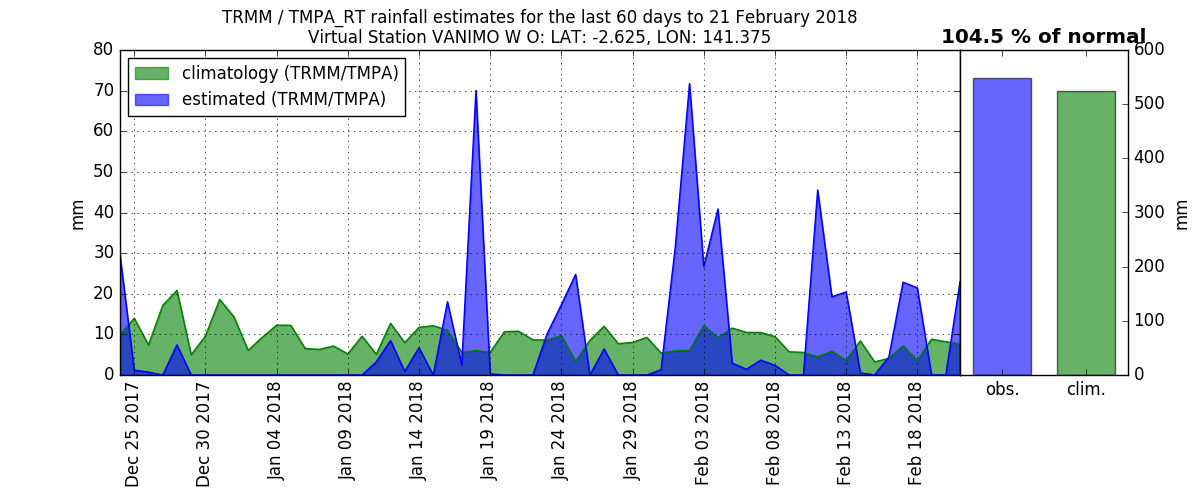 TRMM / TMPA_RT rainfall estimates for the last 60 days to 21 February 2018
Virtual Station VANIMO W O: LAT: -2.625, LON: 141.375
104.5 % of normal
climatology (TRMM/TMPA)
estimated (TRMM/TMPA)
mm
80
70
60
50
40
30
20
10
0
Dec 25 2017
Dec 30 2017
Jan 04 2018
Jan 09 2018
Jan 14 2018
Jan 19 2018
Jan 24 2018
Jan 29 2018
Feb 03 2018
Feb 08 2018
Feb 13 2018
Feb 18 2018
obs.
clim.
600
500
400
300
200
100
0
mm